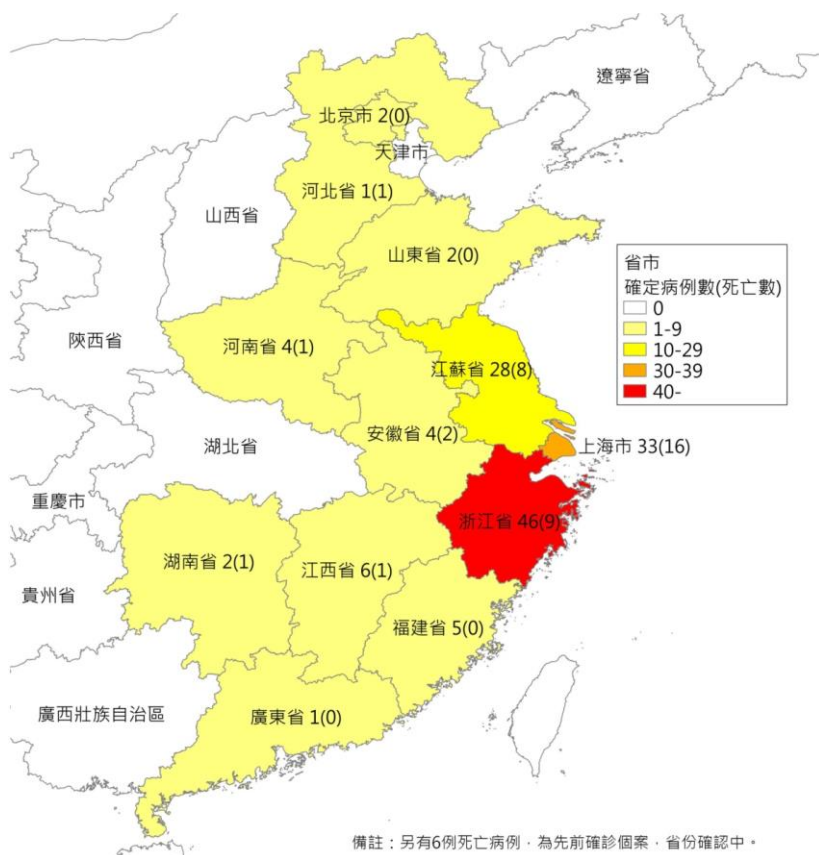 遼寧省
北京市 2(0)
天津市
河北省 1(1)
山西省
山東省 2(0)
省市
確定病例數(死亡數)
0
1-9
10-29
30-39
40-
陝西省
河南省 4(1)
江蘇省 28(8)
安徽省 4(2)
湖北省
上海市 33(16)
重慶市
浙江省 46(9)
湖南省 2(1)
江西省 6(1)
貴州省
福建省 5(0)
廣西壯族自治區
廣東省 1(0)
備註：另有6例死亡病例，為先前確診個案，省份確認中。